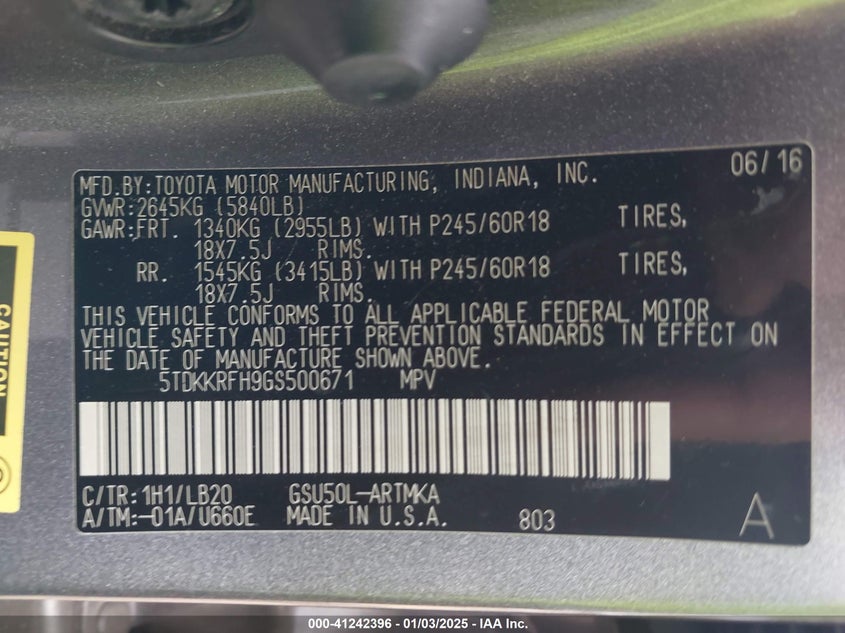 06/16
MFD.BY:TOYOTA MOTOR MANUFACTURING, INDIANA, INC.
GVWR:2645KG (5840LB)
GAWR:FRT. 1340KG (2955LB) WITH P245/60R18 TIRES,
18X7.5J RIMS.
RR. 1545KG (3415LB) WITH P245/60R18 TIRES,
18X7.5J RIMS.
THIS VEHICLE CONFORMS TO ALL APPLICABLE FEDERAL MOTOR
VEHICLE SAFETY AND THEFT PREVENTION STANDARDS IN EFFECT ON
THE DATE OF MANUFACTURE SHOWN ABOVE.
5TDKKRFH9GS500671 MPV
C/TR:1H1/LB20 GSU50L-ARTMKA
A/TM:-01A/U660E MADE IN U.S.A. 803 A
CAUTION
000-41242396 - 01/03/2025 - IAA Inc.